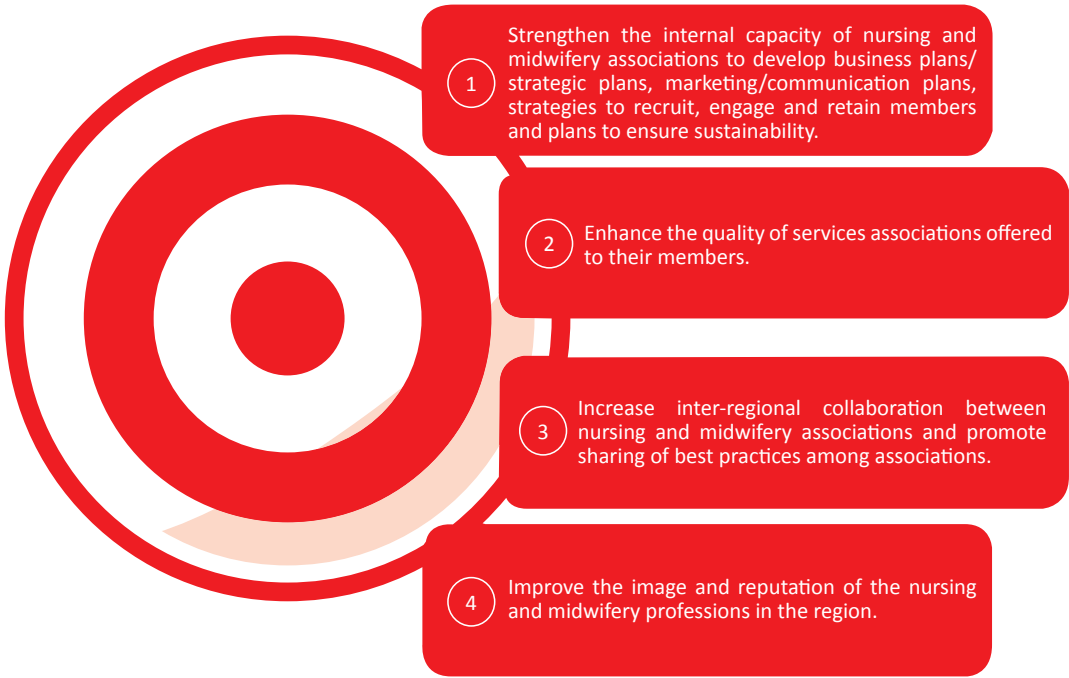 1
Strengthen the internal capacity of nursing and
midwifery associations to develop business plans/
strategic plans, marketing/communication plans,
strategies to recruit, engage and retain members
and plans to ensure sustainability.
2
Enhance the quality of services associations offered
to their members.
3
Increase inter-regional collaboration between
nursing and midwifery associations and promote
sharing of best practices among associations.
4
Improve the image and reputation of the nursing
and midwifery professions in the region.